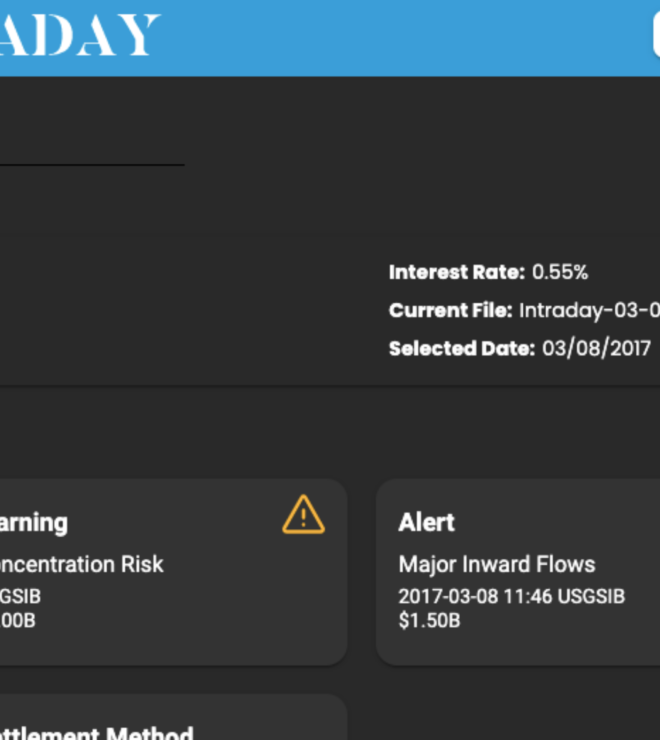 ADAY
Interest Rate: 0.55%
Current File: Intraday-03-0
Selected Date: 03/08/2017
arning
ncentration Risk
GSIB
.00B
Alert
Major Inward Flows
2017-03-08 11:46 USGSIB
$1.50B
ttlement Method